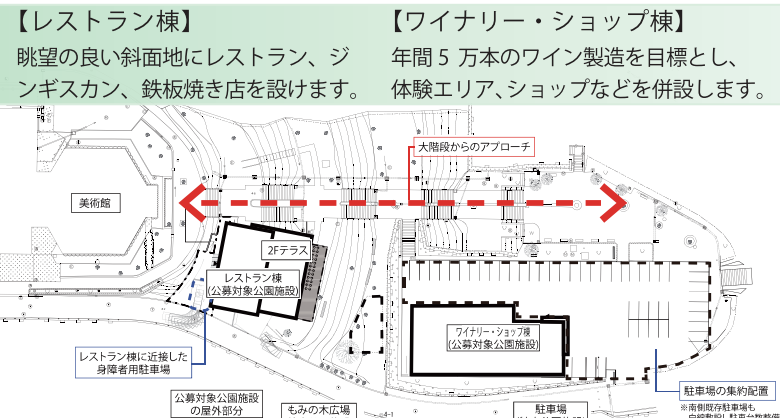 【レストラン棟】
眺望の良い斜面地にレストラン、ジ
ンギスカン、鉄板焼き店を設けます。
【ワイナリー・ショップ棟】
年間５万本のワイン製造を目標とし、
体験エリア、ショップなどを併設します。
大階段からのアプローチ
美術館
2Fテラス
レストラン棟
(公募対象公園施設)
ワイナリー・ショップ棟
(公募対象公園施設)
レストラン棟に近接した
身障者用駐車場
駐車場の集約配置
※南側既存駐車場も
公募対象公園施設
の屋外部分
もみの木広場
駐車場